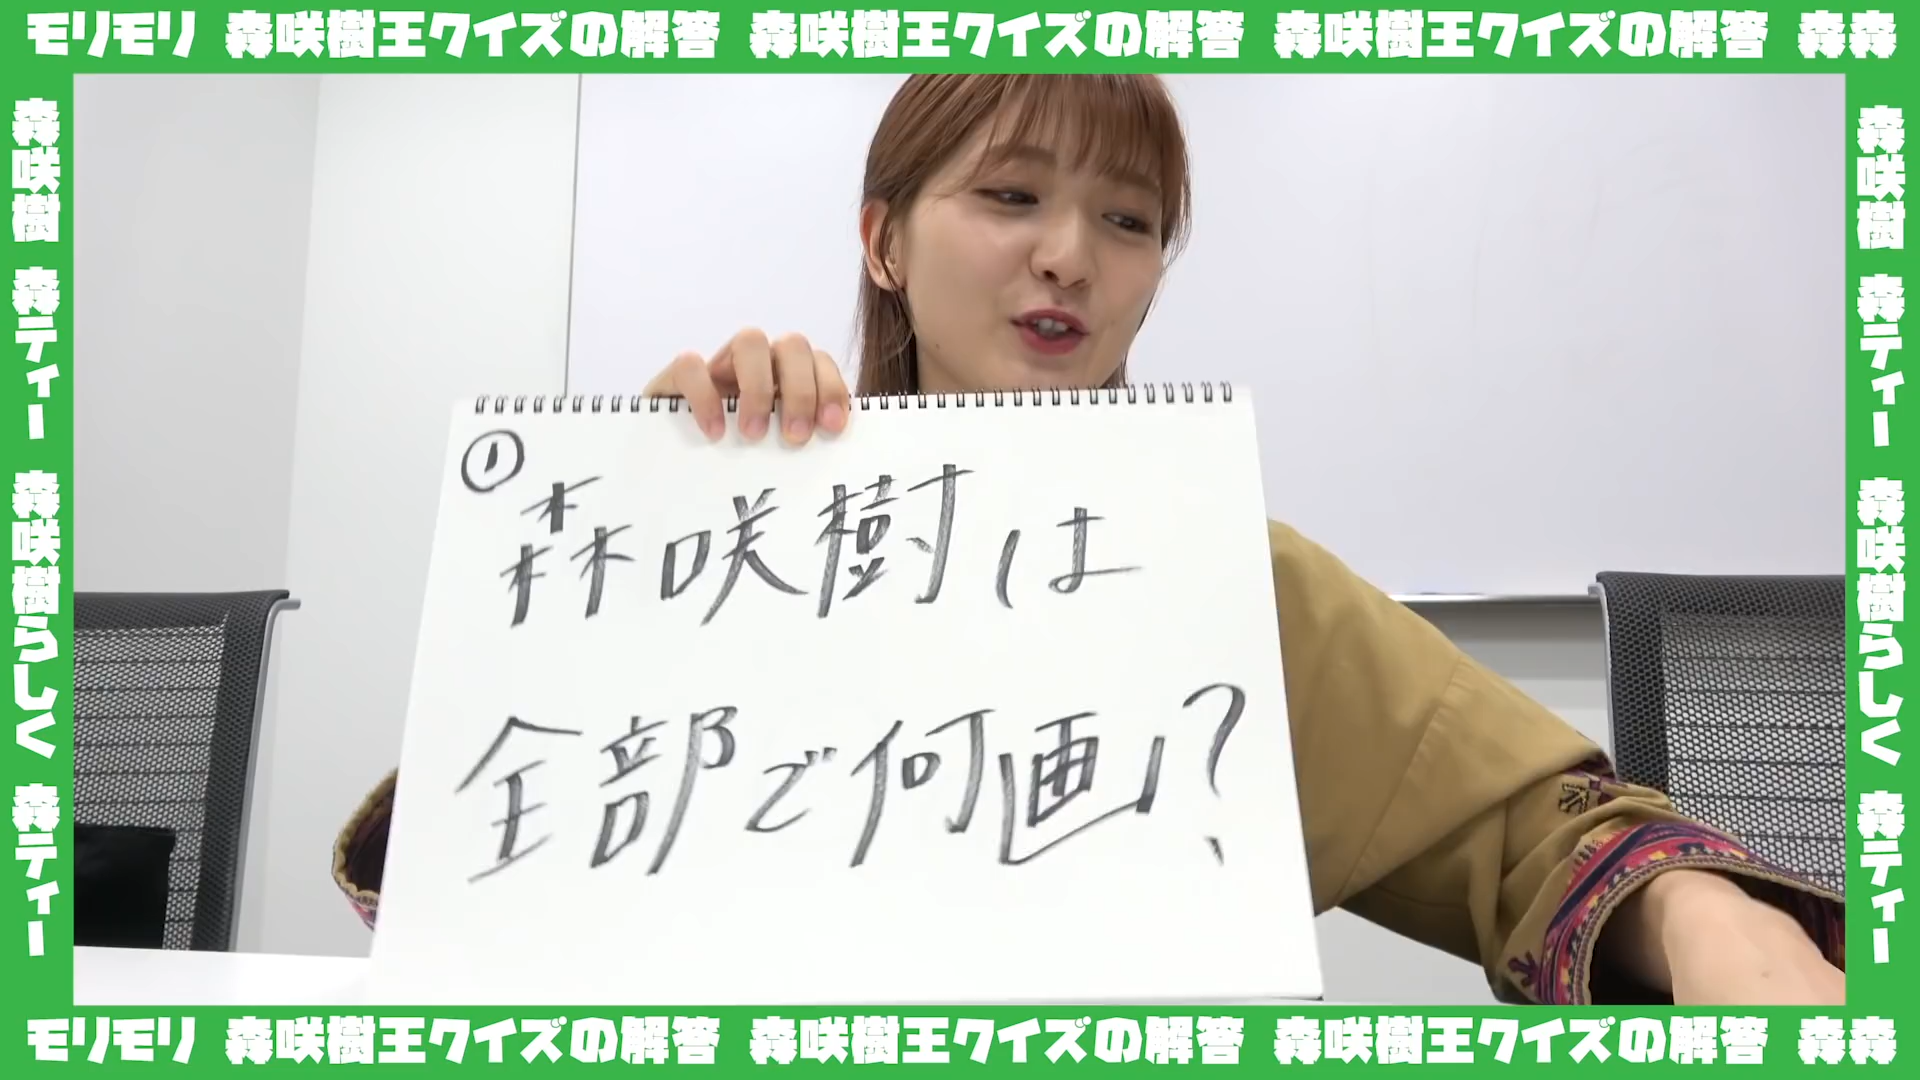 モリモリ 森咲樹王クイズの解答 森咲樹王クイズの解答 森咲樹王クイズの解答 森森
森咲樹 森ティー 森咲樹らしく 森ティー
①
森咲樹は
全部で何画?
森咲樹 森ティー 森咲樹らしく 森ティー
モリモリ 森咲樹王クイズの解答 森咲樹王クイズの解答 森咲樹王クイズの解答 森森